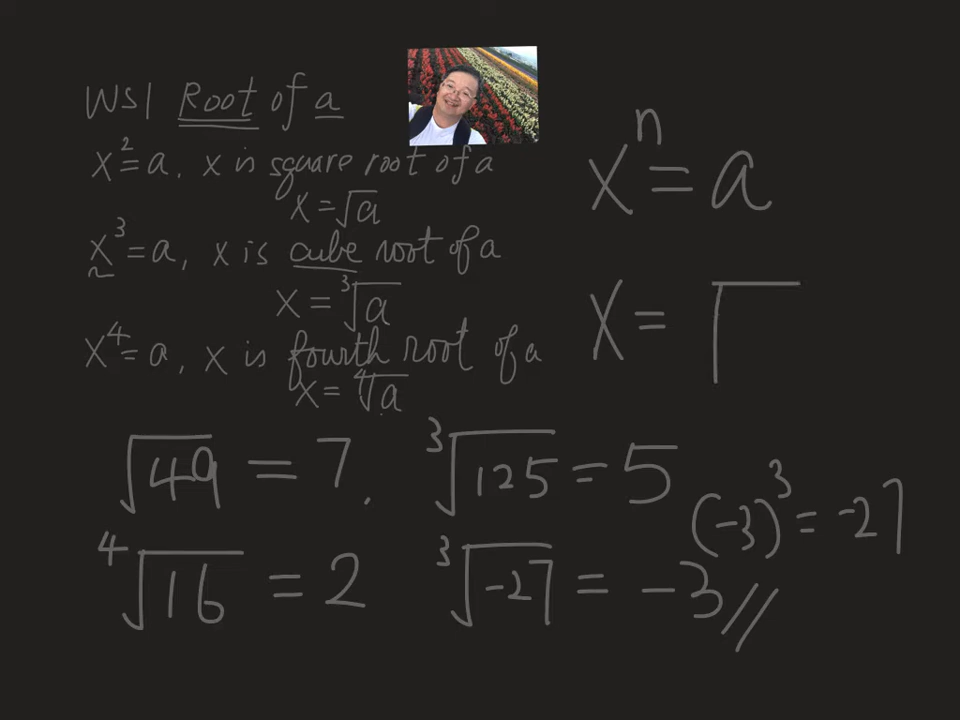 WS1 Root of a
x² = a, x is square root of a
x = √a
x³ = a, x is cube root of a
x = ∛a
x⁴ = a, x is fourth root of a
x = ∜a
xⁿ = a
x = √
√49 = 7.
∛125 = 5
(-3)³ = -27
∜16 = 2
∛-27 = -3 //